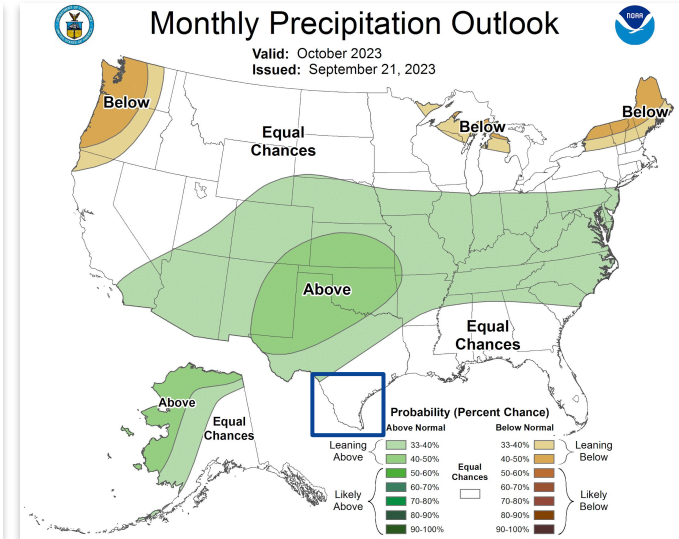 Monthly Precipitation Outlook
NOAA
Valid: October 2023
Issued: September 21, 2023
Below
Equal
Chances
Below
Below
Above
Equal
Chances
Above
Equal
Chances
Probability (Percent Chance)
Above Normal
Below Normal
Leaning
Above
33-40%
40-50%
Likely
Above
50-60%
60-70%
70-80%
80-90%
90-100%
Equal
Chances
33-40%
40-50%
Leaning
Below
50-60%
60-70%
70-80%
80-90%
90-100%
Likely
Below